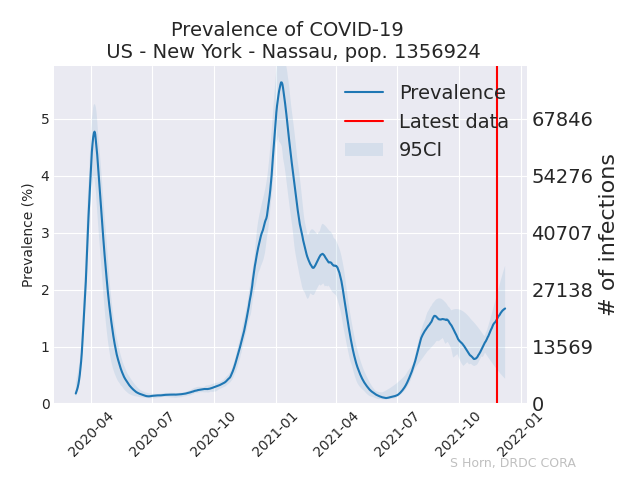 Prevalence of COVID-19
US - New York - Nassau, pop. 1356924
Prevalence
Latest data
95CI
Prevalence (%)
5
4
3
2
1
0
67846
54276
40707
27138
13569
0
# of infections
2020-04
2020-07
2020-10
2021-01
2021-04
2021-07
2021-10
2022-01
S Horn, DRDC CORA